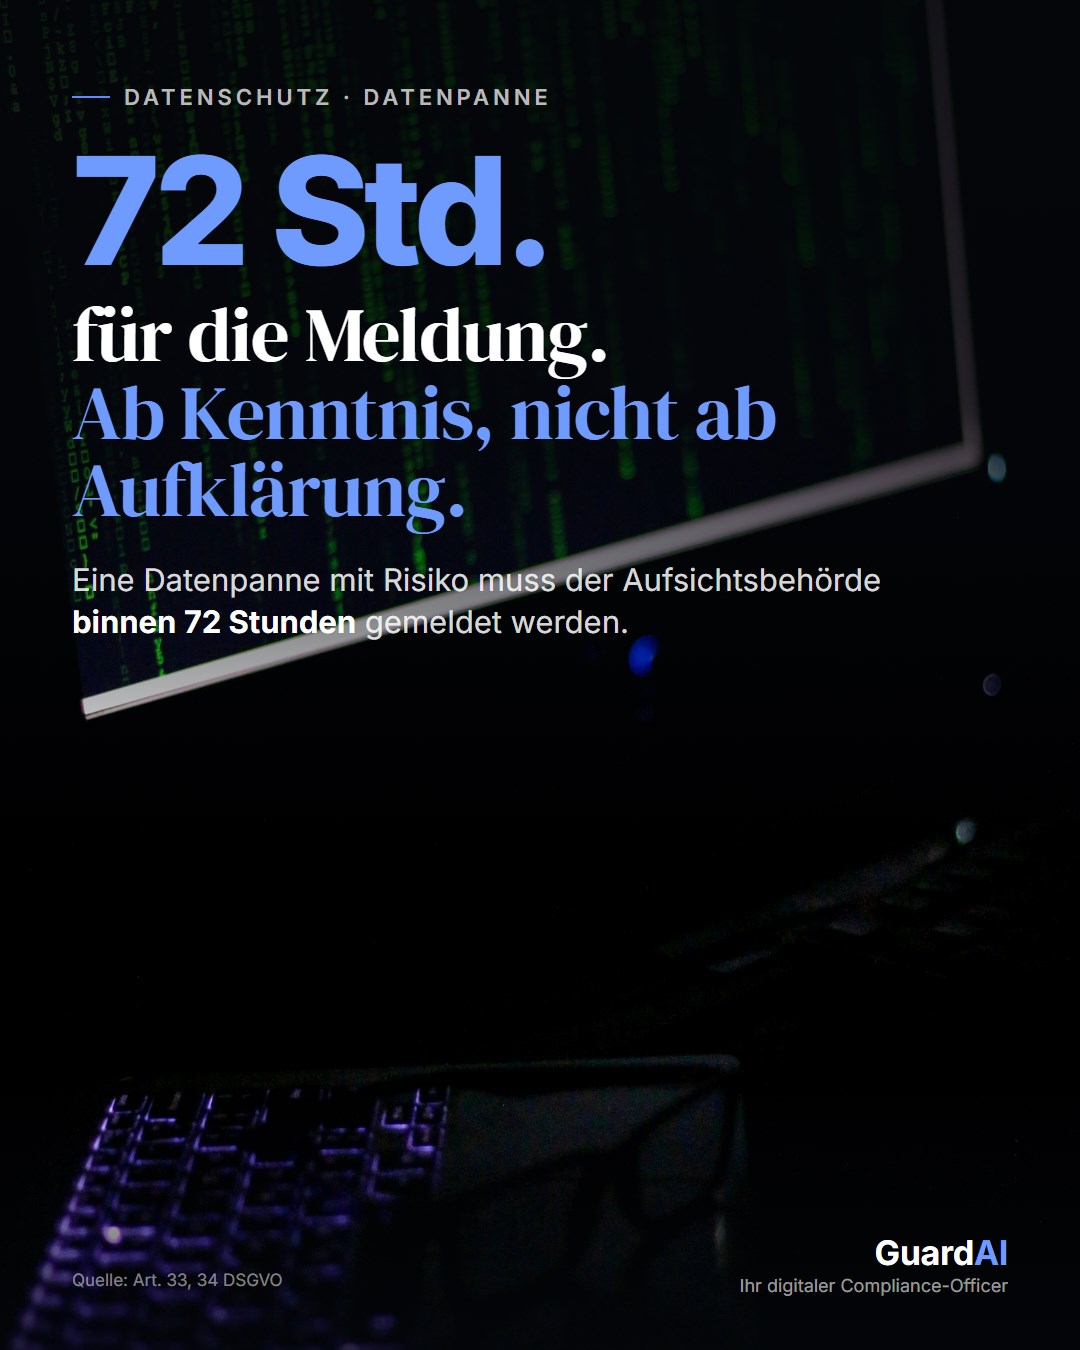 DATENSCHUTZ · DATENPANNE
72 Std.
für die Meldung.
Ab Kenntnis, nicht ab
Aufklärung.
Eine Datenpanne mit Risiko muss der Aufsichtsbehörde
binnen 72 Stunden gemeldet werden.
GuardAI
Quelle: Art. 33, 34 DSGVO
Ihr digitaler Compliance-Officer